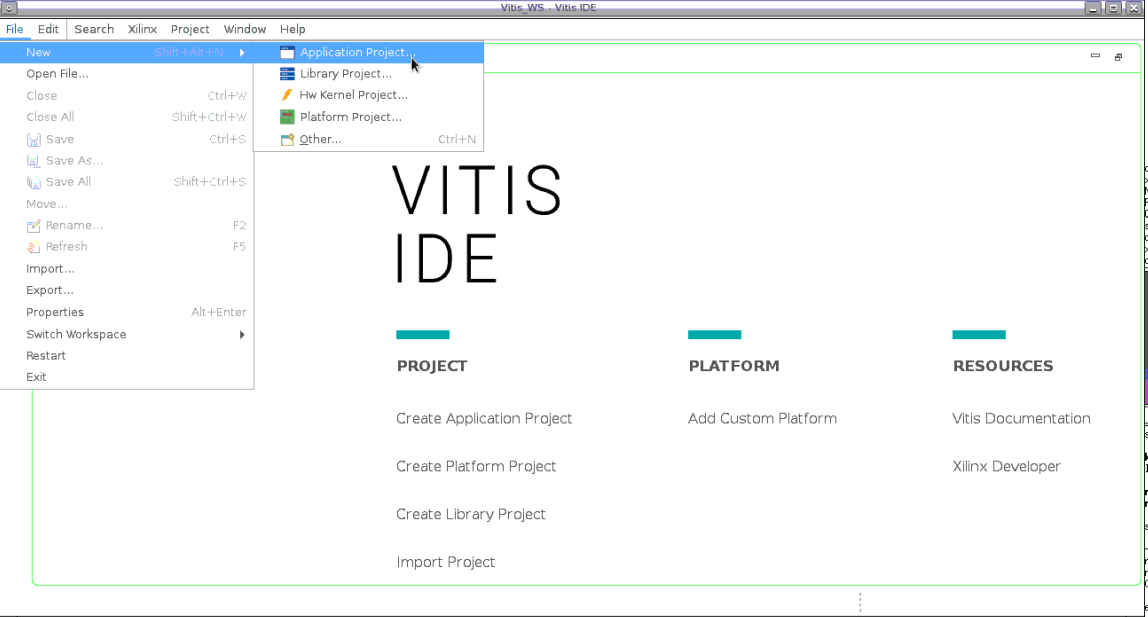 Vitis_WS - Vitis IDE
File Edit Search Xilinx Project Window Help
New Shift+Alt+N
Application Project...
Open File...
Library Project...
Close Ctrl+W
Hw Kernel Project...
Close All Shift+Ctrl+W
Platform Project...
Save Ctrl+S
Other... Ctrl+N
Save As...
Save All Shift+Ctrl+S
Move...
Rename... F2
Refresh F5
Import...
Export...
Properties Alt+Enter
Switch Workspace
Restart
Exit
VITIS
IDE
PROJECT
Create Application Project
Create Platform Project
Create Library Project
Import Project
PLATFORM
Add Custom Platform
RESOURCES
Vitis Documentation
Xilinx Developer